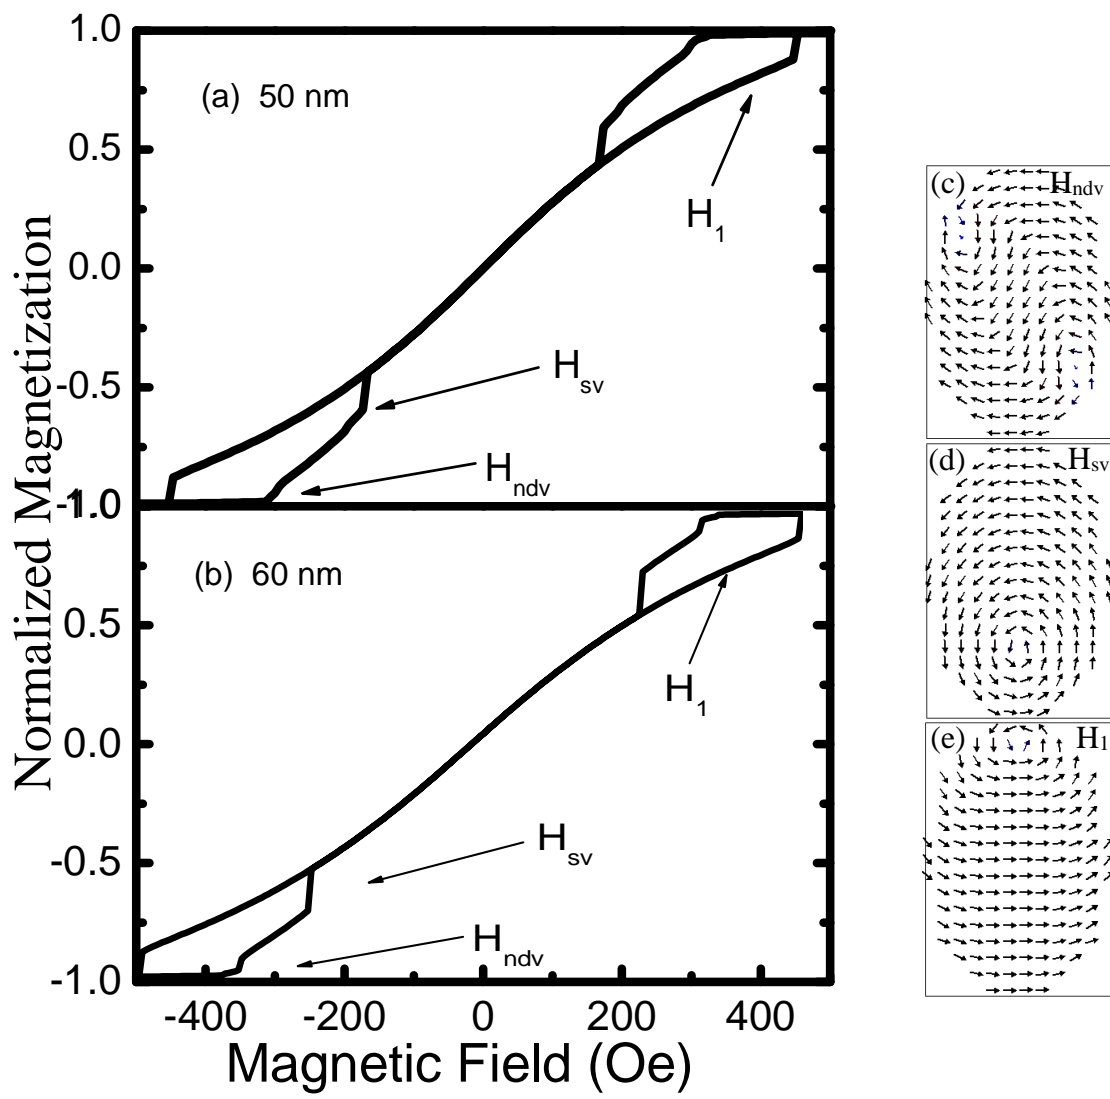 Normalized Magnetization
1.0
0.5
0.0
-0.5
-1.0
(a) 50 nm
H1
Hsv
Hndv
1.0
0.5
0.0
-0.5
-1.0
(b) 60 nm
H1
Hsv
Hndv
-400 -200 0 200 400
Magnetic Field (Oe)
(c) Hndv
(d) Hsv
(e) H1